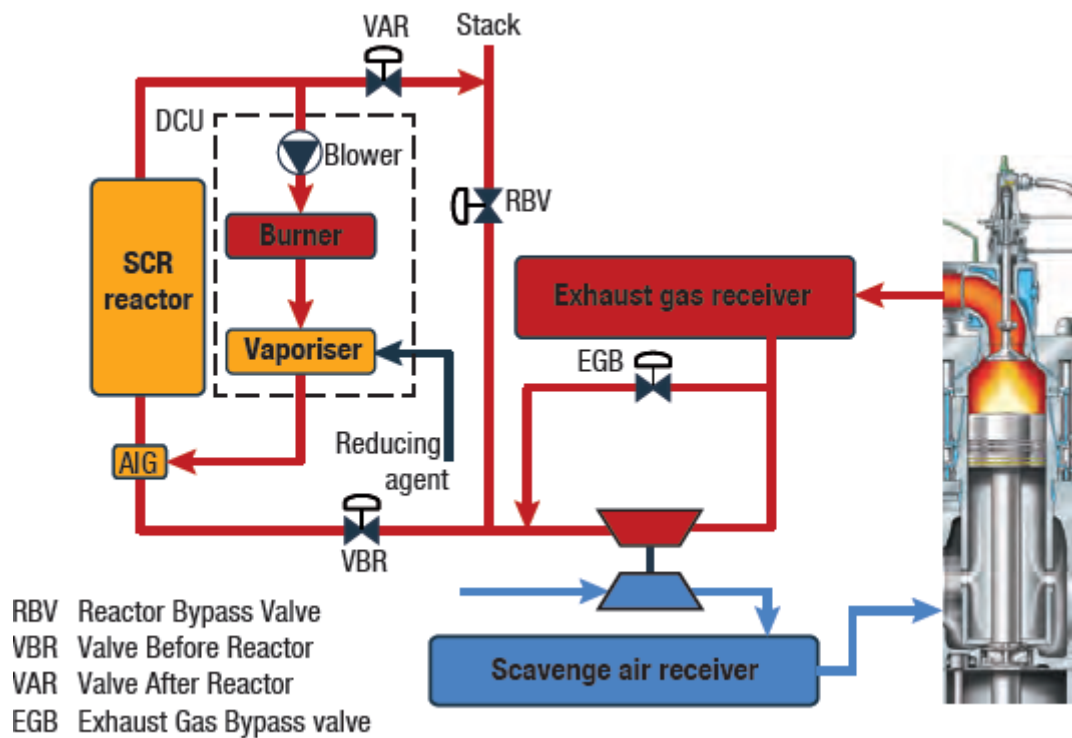 VAR
Stack
DCU
Blower
RBV
Burner
SCR
reactor
Exhaust gas receiver
Vaporiser
EGB
AIG
Reducing
agent
VBR
RBV Reactor Bypass Valve
VBR Valve Before Reactor
Scavenge air receiver
VAR Valve After Reactor
EGB Exhaust Gas Bypass valve